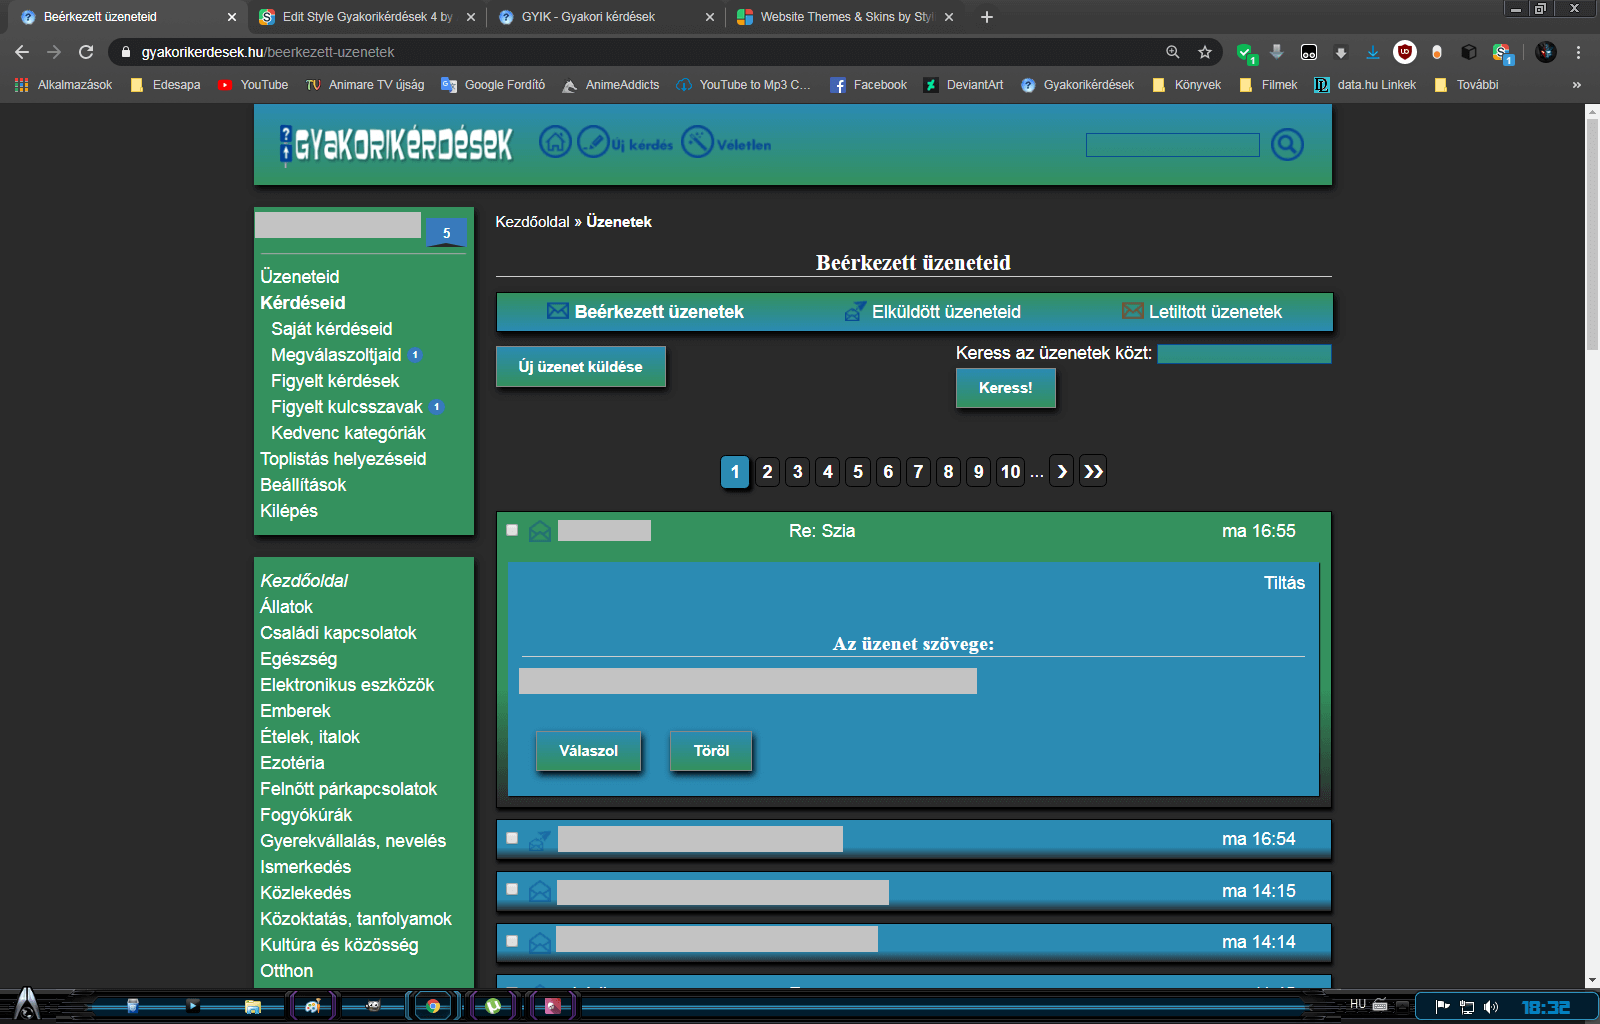 Beérkezett üzeneteid
Edit Style Gyakorikérdések 4 by
GYIK - Gyakori kérdések
Website Themes & Skins by Styl
gyakorikerdesek.hu/beerkezett-uzenetek
1
1
Alkalmazások
Edesapa
YouTube
Animare TV újság
Google Fordító
AnimeAddicts
YouTube to Mp3 C...
Facebook
DeviantArt
Gyakorikérdések
Könyvek
Filmek
data.hu Linkek
További
»
GYAKORIKÉRDÉSEK
Új kérdés
Véletlen
5
Üzeneteid
Kérdéseid
Saját kérdéseid
Megválaszoltjaid 1
Figyelt kérdések
Figyelt kulcsszavak 1
Kedvenc kategóriák
Toplistás helyezéseid
Beállítások
Kilépés
Kezdőoldal
Állatok
Családi kapcsolatok
Egészség
Elektronikus eszközök
Emberek
Ételek, italok
Ezotéria
Felnőtt párkapcsolatok
Fogyókúrák
Gyerekvállalás, nevelés
Ismerkedés
Közlekedés
Közoktatás, tanfolyamok
Kultúra és közösség
Otthon
Kezdőoldal » Üzenetek
Beérkezett üzeneteid
Beérkezett üzenetek
Elküldött üzeneteid
Letiltott üzenetek
Új üzenet küldése
Keress az üzenetek közt:
Keress!
1 2 3 4 5 6 7 8 9 10 ... › »
Re: Szia
ma 16:55
Tiltás
Az üzenet szövege:
Válaszol
Töröl
ma 16:54
ma 14:15
ma 14:14
HU
18:32